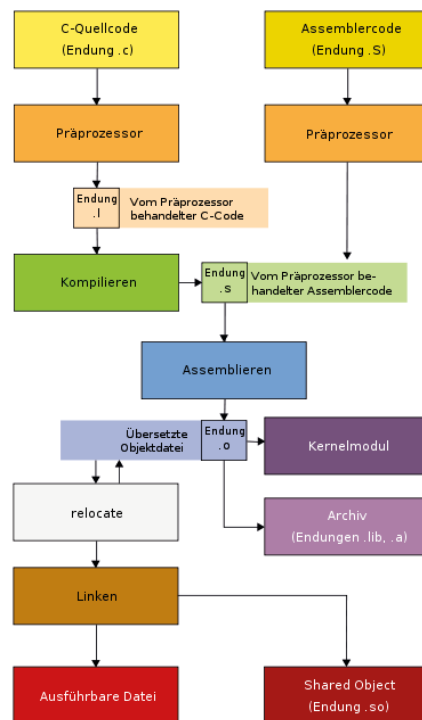 C-Quellcode
(Endung .c)
Assemblercode
(Endung .S)
Präprozessor
Präprozessor
Endung
.l
Vom Präprozessor
behandelter C-Code
Kompilieren
Endung
.s
Vom Präprozessor be-
handelter Assemblercode
Assemblieren
Übersetzte
Objektdatei
Endung
.o
Kernelmodul
relocate
Archiv
(Endungen .lib, .a)
Linken
Ausführbare Datei
Shared Object
(Endung .so)